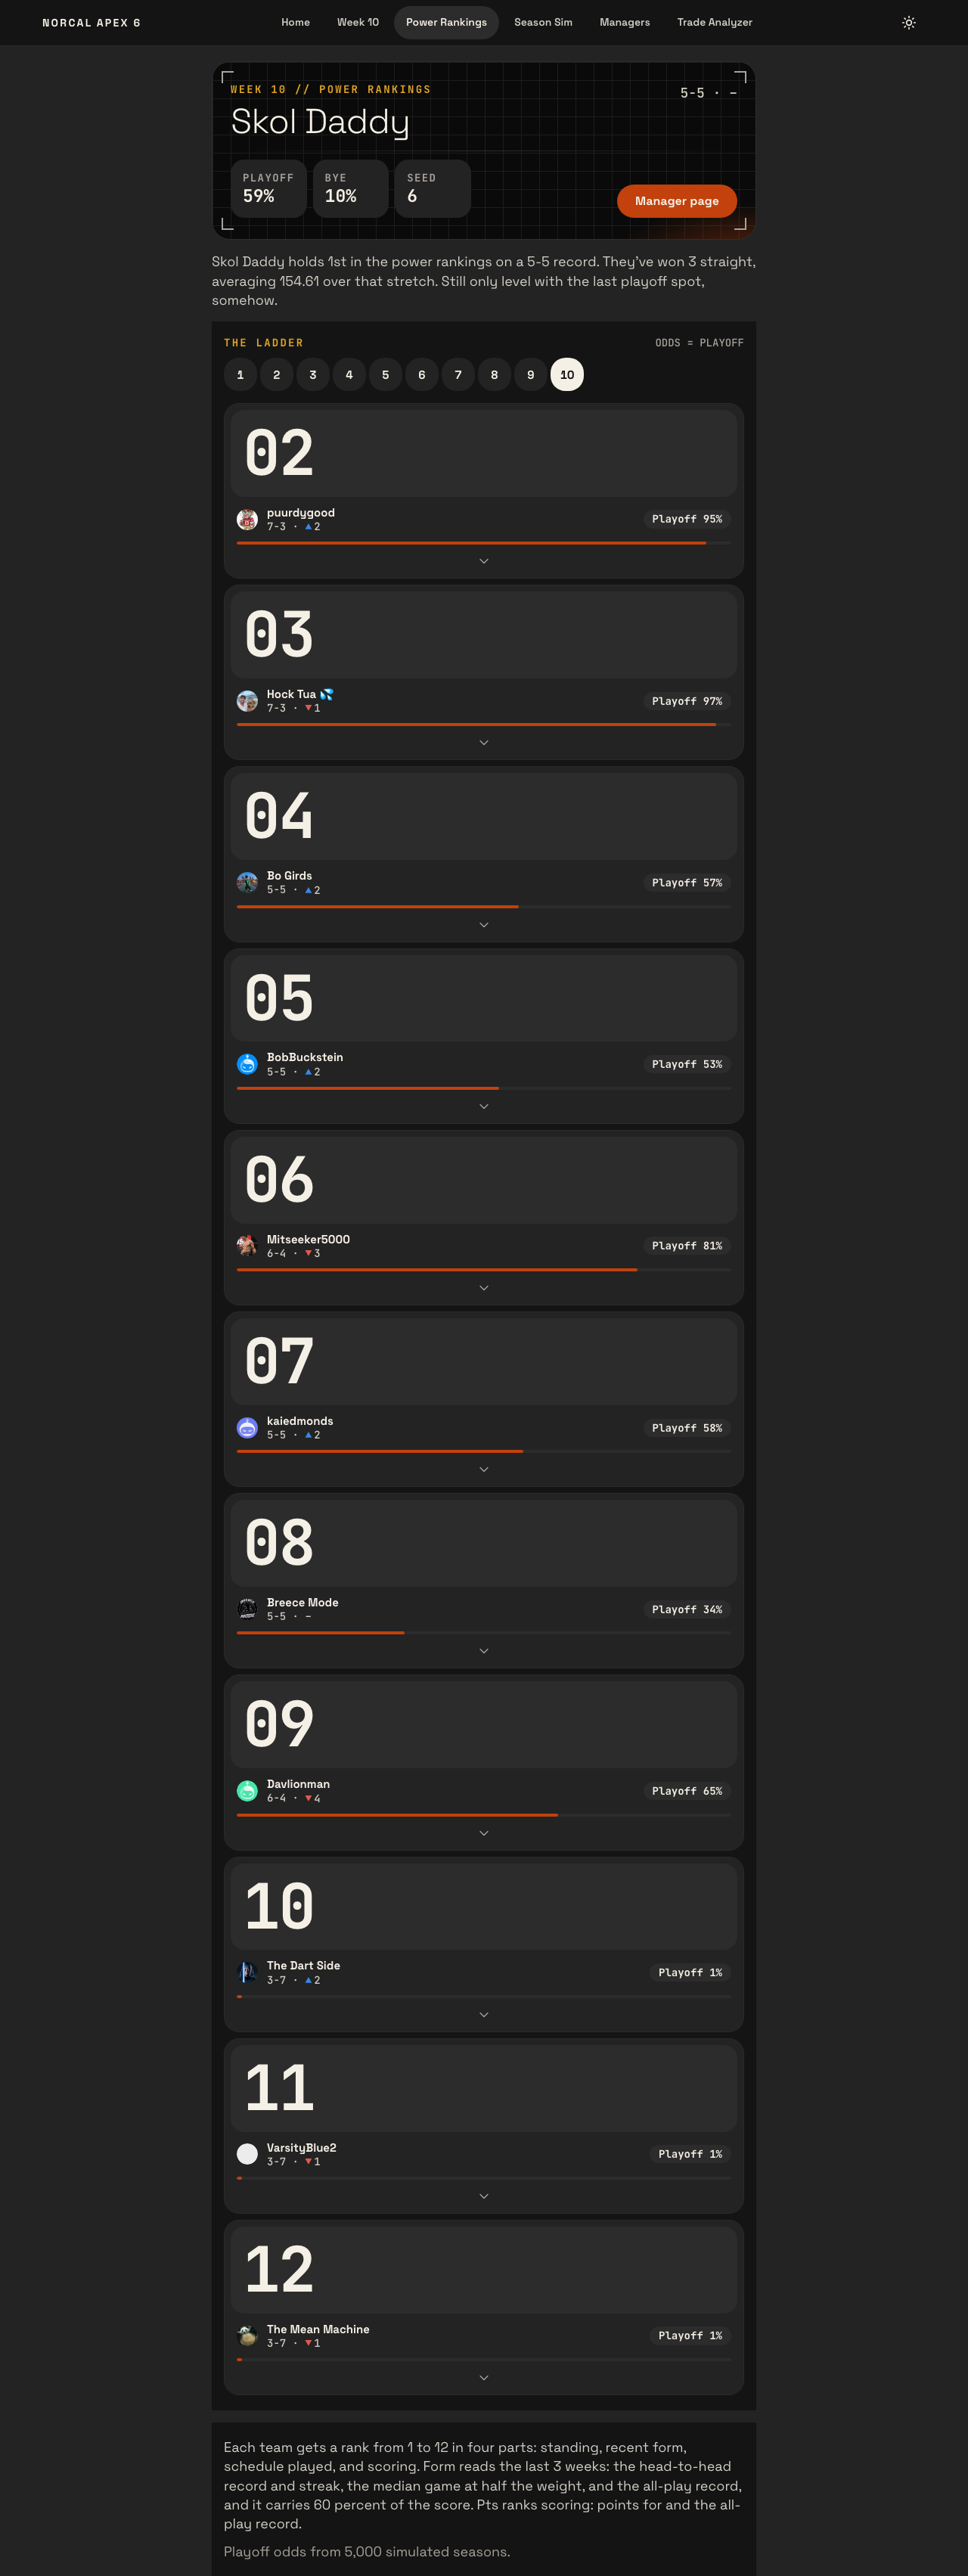 NORCAL APEX 6
Home Week 10 Power Rankings Season Sim Managers Trade Analyzer
WEEK 10 // POWER RANKINGS
5-5 · –
Skol Daddy
PLAYOFF BYE SEED
59% 10% 6
Manager page
Skol Daddy holds 1st in the power rankings on a 5-5 record. They've won 3 straight,
averaging 154.61 over that stretch. Still only level with the last playoff spot,
somehow.
THE LADDER ODDS = PLAYOFF
1 2 3 4 5 6 7 8 9 10
02
puurdygood
7-3 · ▲2
Playoff 95%
03
Hock Tua 💦
7-3 · ▼1
Playoff 97%
04
Bo Girds
5-5 · ▲2
Playoff 57%
05
BobBuckstein
5-5 · ▲2
Playoff 53%
06
Mitseeker5000
6-4 · ▼3
Playoff 81%
07
kaiedmonds
5-5 · ▲2
Playoff 58%
08
Breece Mode
5-5 · –
Playoff 34%
09
Davlionman
6-4 · ▼4
Playoff 65%
10
The Dart Side
3-7 · ▲2
Playoff 1%
11
VarsityBlue2
3-7 · ▼1
Playoff 1%
12
The Mean Machine
3-7 · ▼1
Playoff 1%
Each team gets a rank from 1 to 12 in four parts: standing, recent form,
schedule played, and scoring. Form reads the last 3 weeks: the head-to-head
record and streak, the median game at half the weight, and the all-play record,
and it carries 60 percent of the score. Pts ranks scoring: points for and the all-
play record.
Playoff odds from 5,000 simulated seasons.